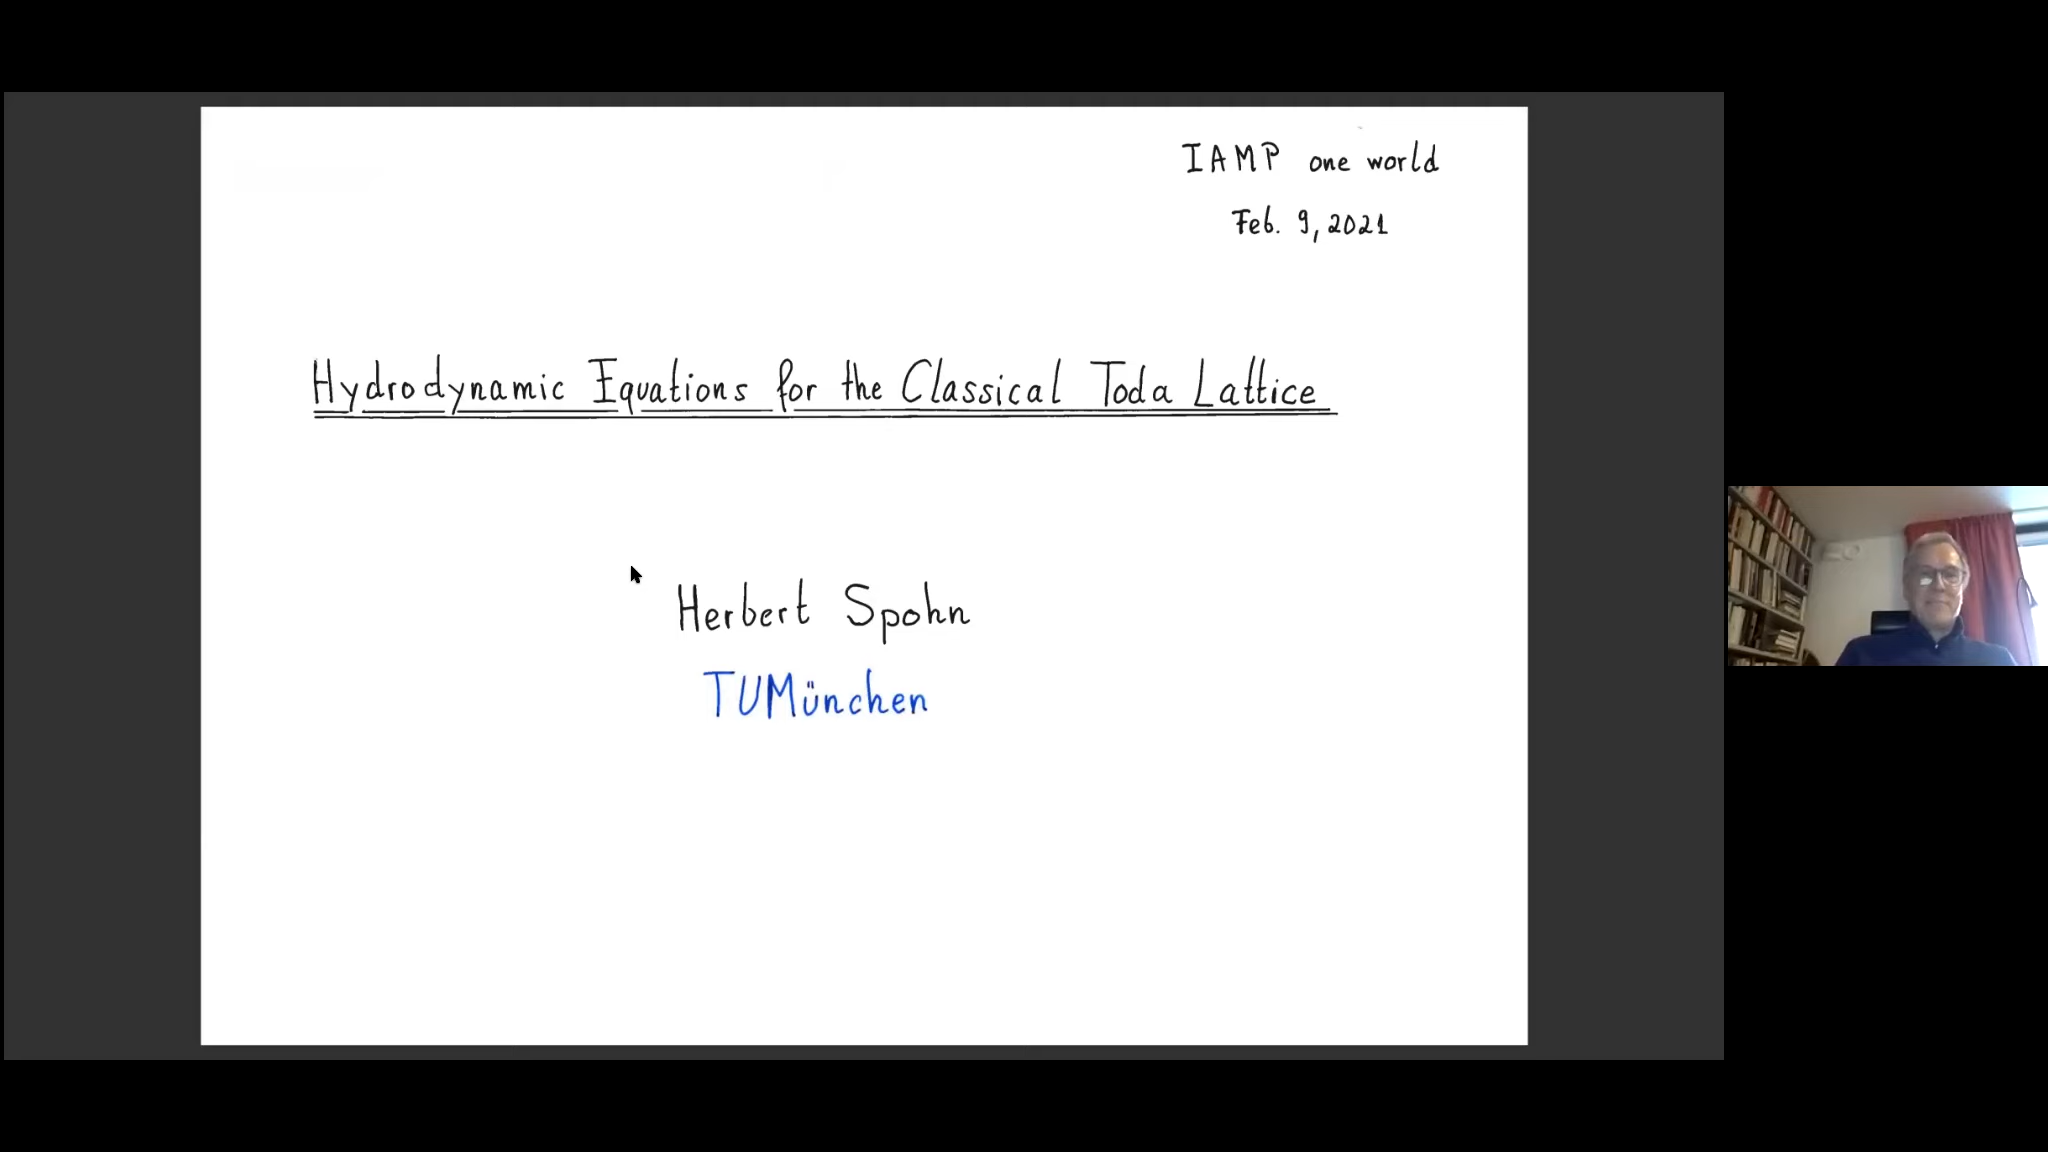 IAMP one world
Feb. 9, 2021
Hydrodynamic Equations for the Classical Toda Lattice
Herbert Spohn
TUMünchen